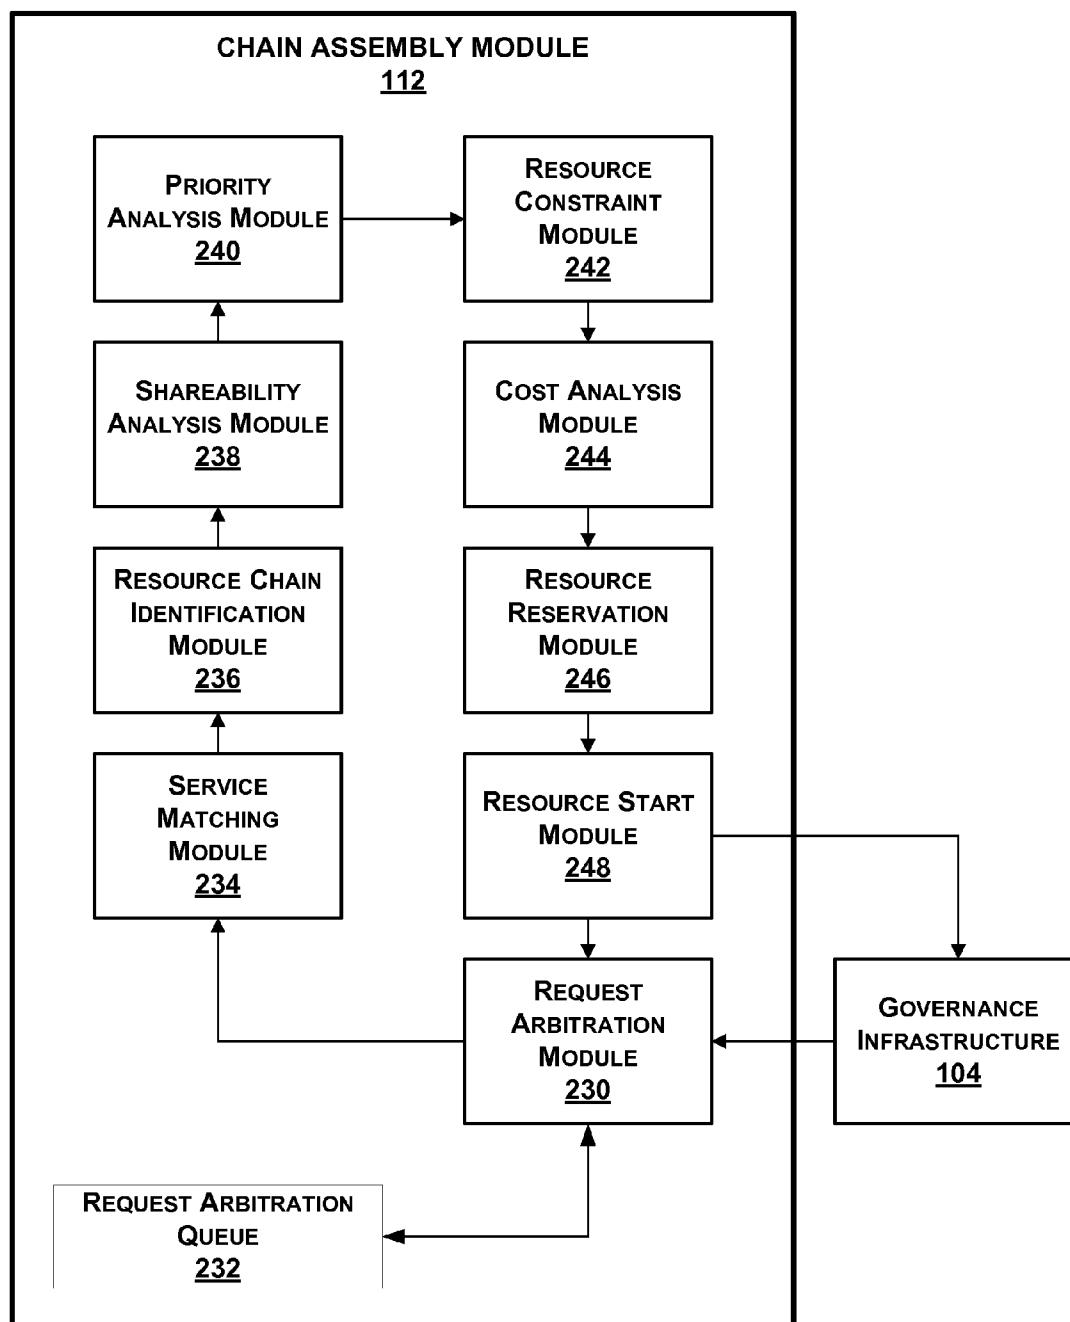 CHAIN ASSEMBLY MODULE
112
PRIORITY
ANALYSIS MODULE
240
RESOURCE
CONSTRAINT
MODULE
242
SHAREABILITY
ANALYSIS MODULE
238
COST ANALYSIS
MODULE
244
RESOURCE CHAIN
IDENTIFICATION
MODULE
236
RESOURCE
RESERVATION
MODULE
246
SERVICE
MATCHING
MODULE
234
RESOURCE START
MODULE
248
REQUEST
ARBITRATION
MODULE
230
GOVERNANCE
INFRASTRUCTURE
104
REQUEST ARBITRATION
QUEUE
232